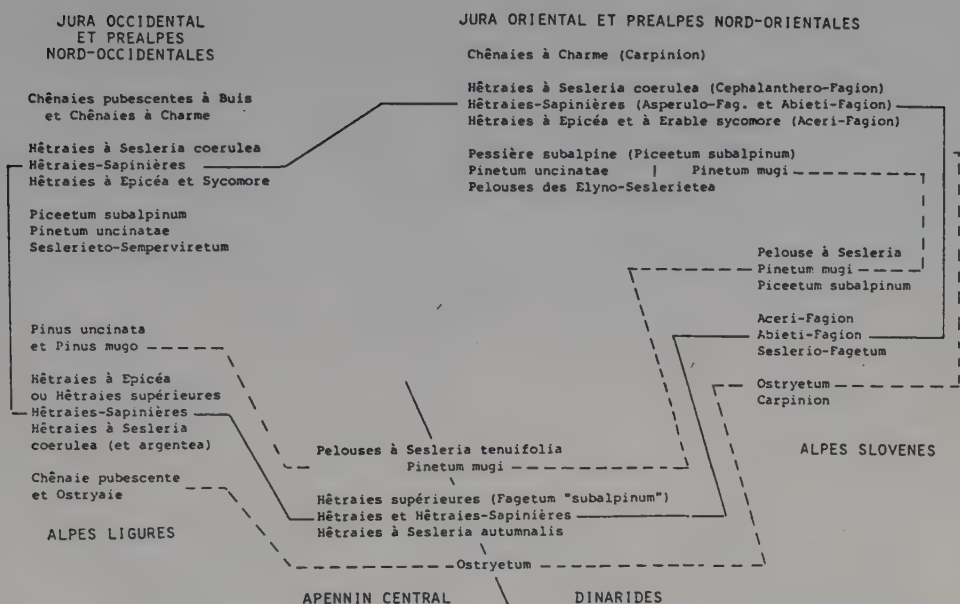 JURA OCCIDENTAL
ET PREALPES
NORD-OCCIDENTALES
Chênaies pubescentes à Buis
et Chênaies à Charme
Hêtraies à Sesleria coerulea
Hêtraies-Sapinières
Hêtraies à Epicéa et Sycomore
Piceetum subalpinum
Pinetum uncinatae
Seslerieto-Semperviretum
JURA ORIENTAL ET PREALPES NORD-ORIENTALES
Chênaies à Charme (Carpinion)
Hêtraies à Sesleria coerulea (Cephalanthero-Fagion)
Hêtraies-Sapinières (Asperulo-Fag. et Abieti-Fagion)
Hêtraies à Epicéa et à Erable sycomore (Aceri-Fagion)
Pessière subalpine (Piceetum subalpinum)
Pinetum uncinatae | Pinetum mugi
Pelouses des Elyno-Seslerietea
Pelouse à Sesleria
Pinetum mugi
Piceetum subalpinum
Aceri-Fagion
Abieti-Fagion
Seslerio-Fagetum
Ostryetum
Carpinion
ALPES SLOVENES
Pinus uncinata
et Pinus mugo
Hêtraies à Epicéa
ou Hêtraies supérieures
Hêtraies-Sapinières
Hêtraies à Sesleria
coerulea (et argentea)
Chênaie pubescente
et Ostryaie
ALPES LIGURES
Pelouses à Sesleria tenuifolia
Pinetum mugi
Hêtraies supérieures (Fagetum "subalpinum")
Hêtraies et Hêtraies-Sapinières
Hêtraies à Sesleria autumnalis
Ostryetum
APENNIN CENTRAL
DINARIDES